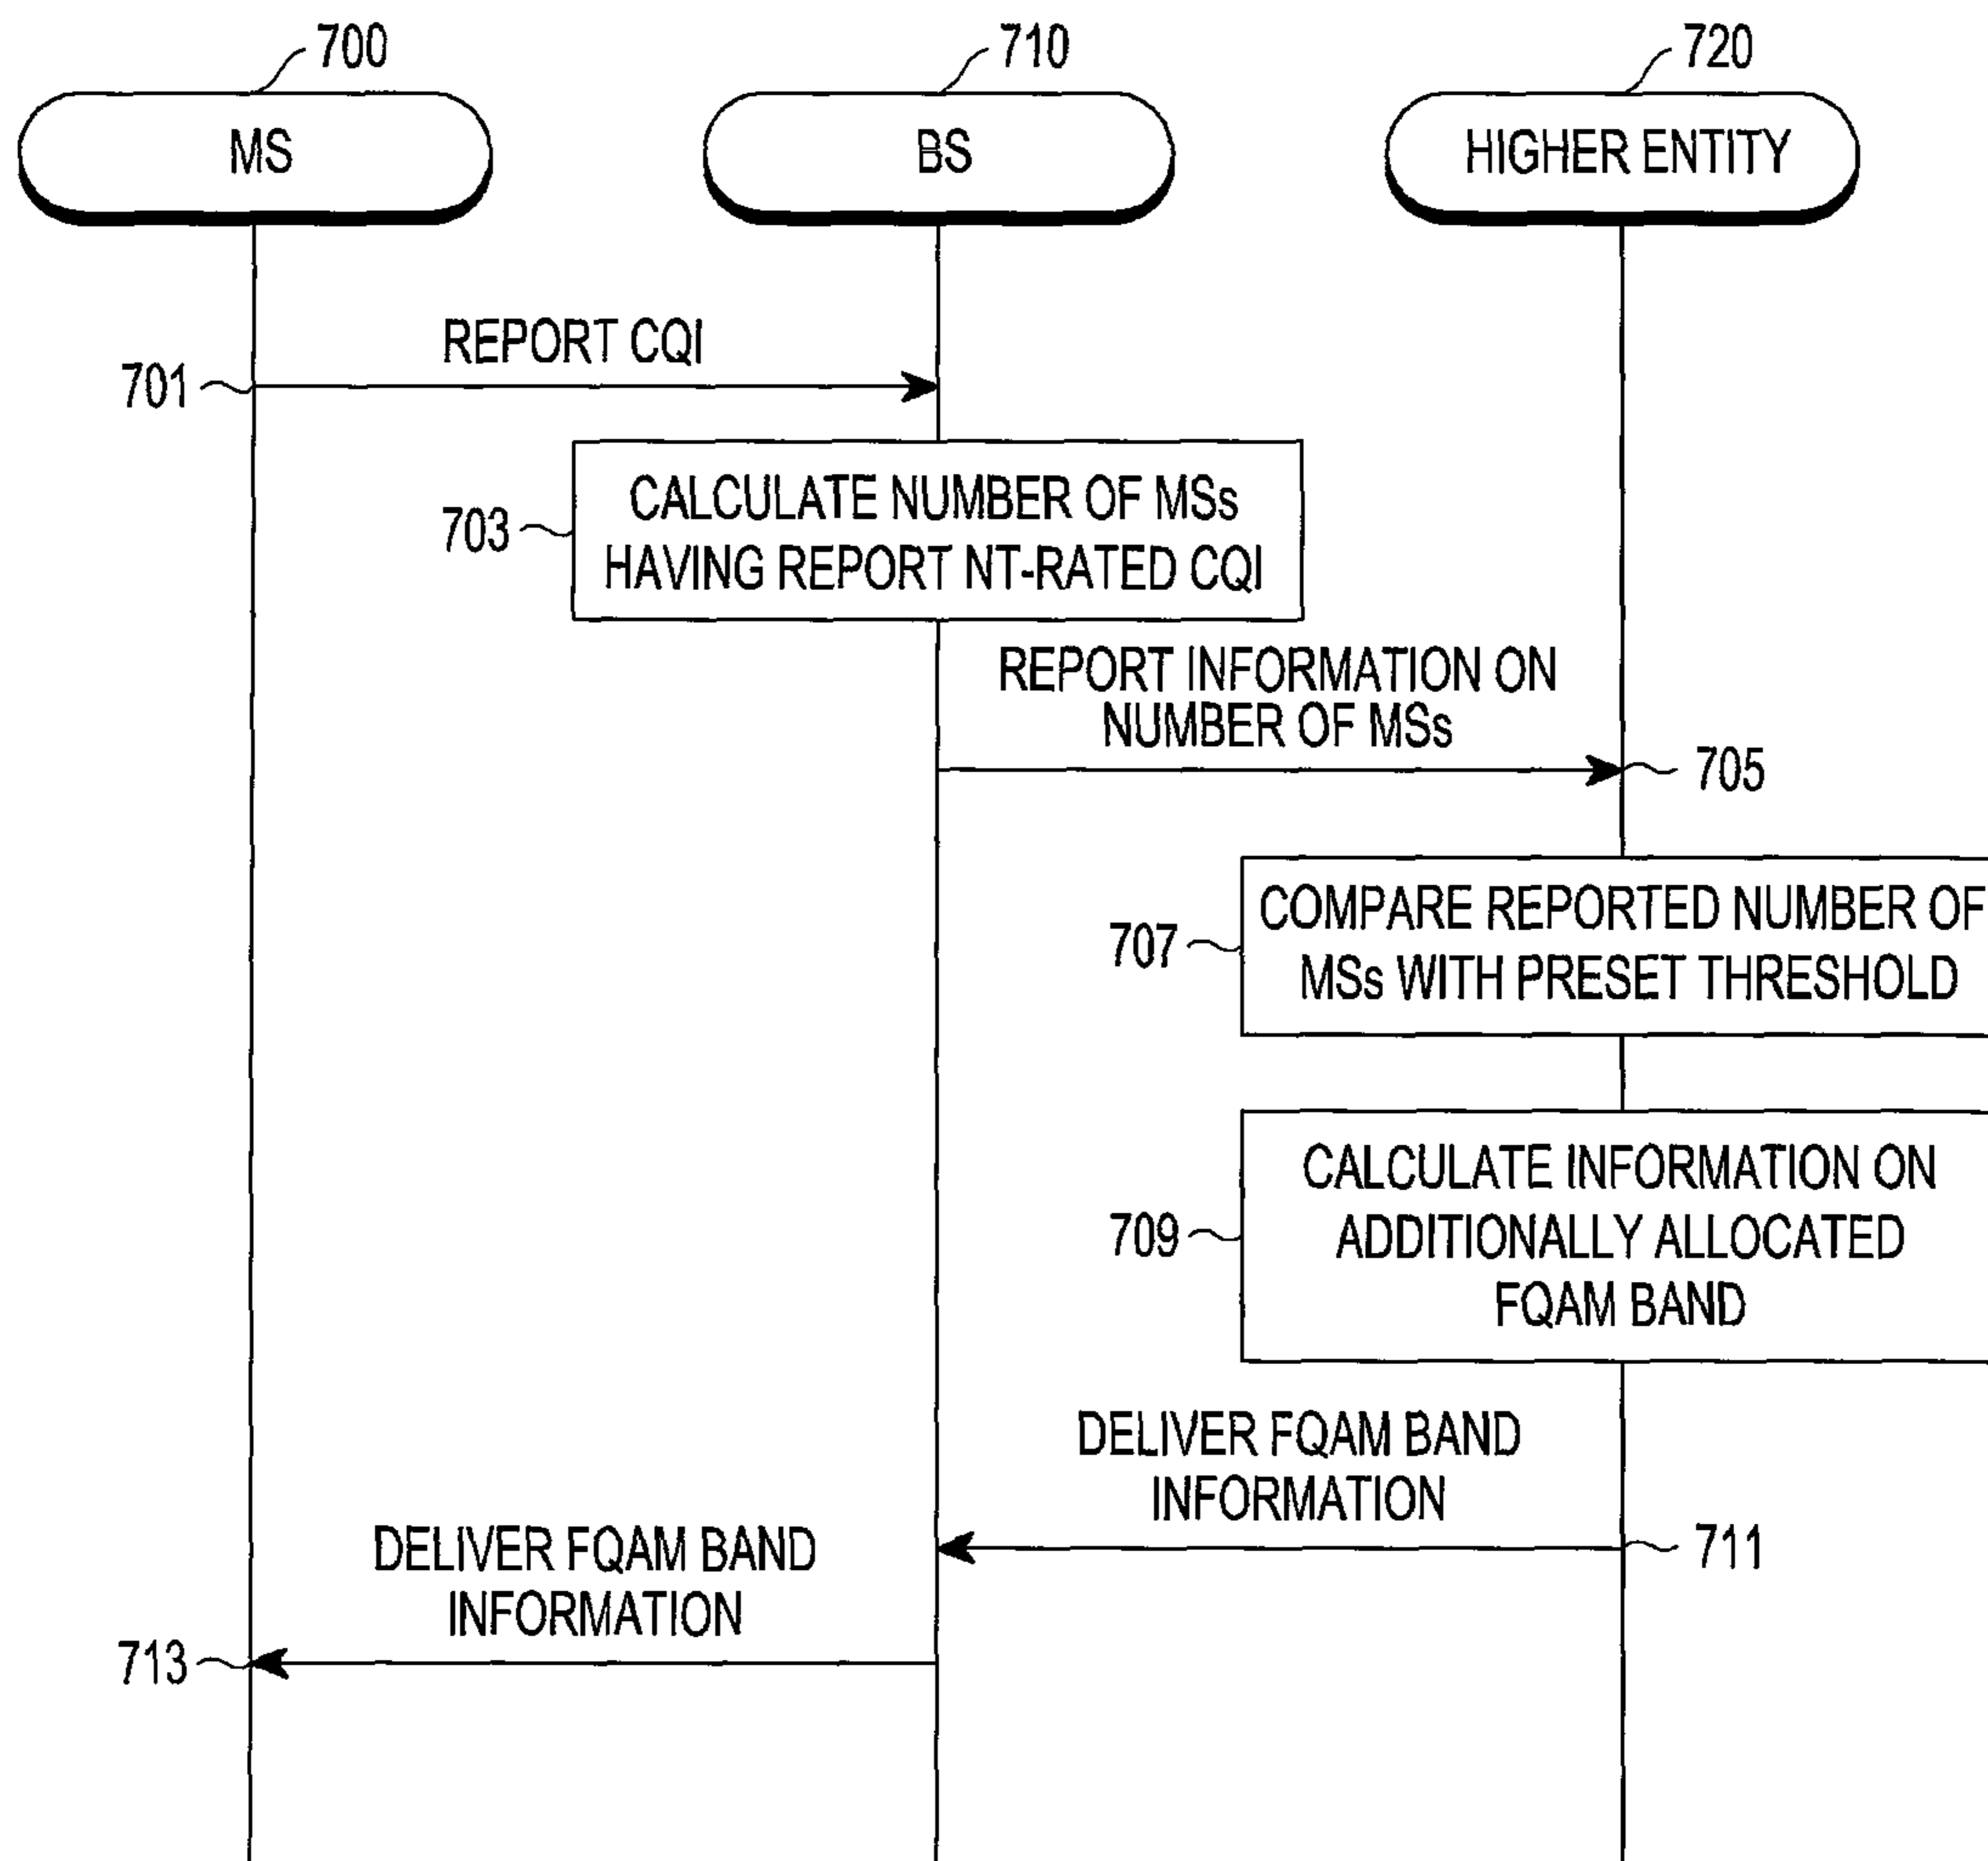 700
710
720
MS
BS
HIGHER ENTITY
REPORT CQI
701
CALCULATE NUMBER OF MSs
HAVING REPORT NT-RATED CQI
703
REPORT INFORMATION ON
NUMBER OF MSs
705
COMPARE REPORTED NUMBER OF
MSs WITH PRESET THRESHOLD
707
CALCULATE INFORMATION ON
ADDITIONALLY ALLOCATED
FQAM BAND
709
DELIVER FQAM BAND
INFORMATION
711
DELIVER FQAM BAND
INFORMATION
713